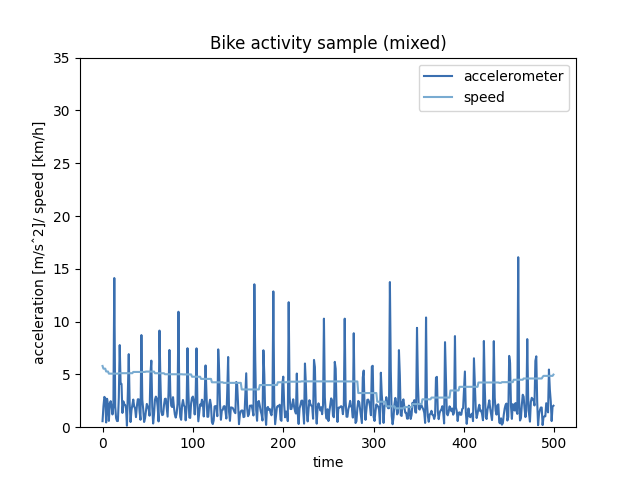 Bike activity sample (mixed)
accelerometer
speed
acceleration [m/sˆ2]/ speed [km/h]
35
30
25
20
15
10
5
0
0 100 200 300 400 500
time